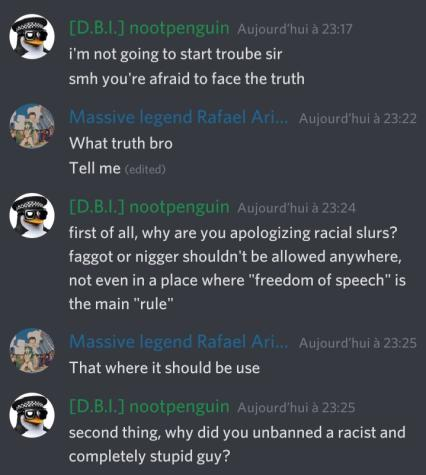 [D.B.I.] nootpenguin Aujourd'hui à 23:17
i'm not going to start troube sir
smh you're afraid to face the truth
Massive legend Rafael Ari... Aujourd'hui à 23:22
What truth bro
Tell me (edited)
[D.B.I.] nootpenguin Aujourd'hui à 23:24
first of all, why are you apologizing racial slurs?
faggot or nigger shouldn't be allowed anywhere,
not even in a place where "freedom of speech" is
the main "rule"
Massive legend Rafael Ari... Aujourd'hui à 23:25
That where it should be use
[D.B.I.] nootpenguin Aujourd'hui à 23:25
second thing, why did you unbanned a racist and
completely stupid guy?